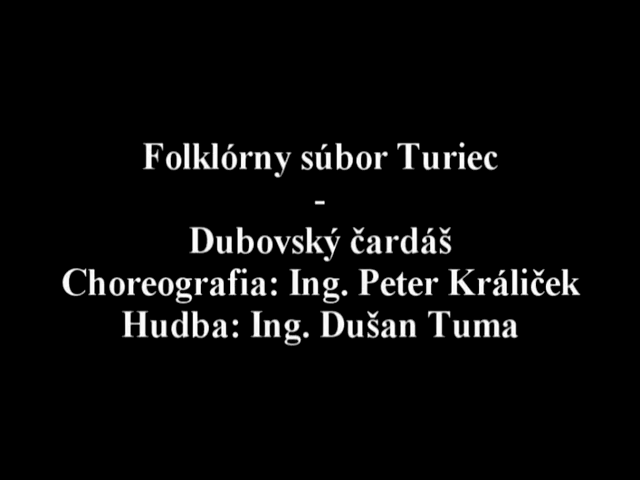 Folklórny súbor Turiec
-
Dubovský čardáš
Choreografia: Ing. Peter Králiček
Hudba: Ing. Dušan Tuma